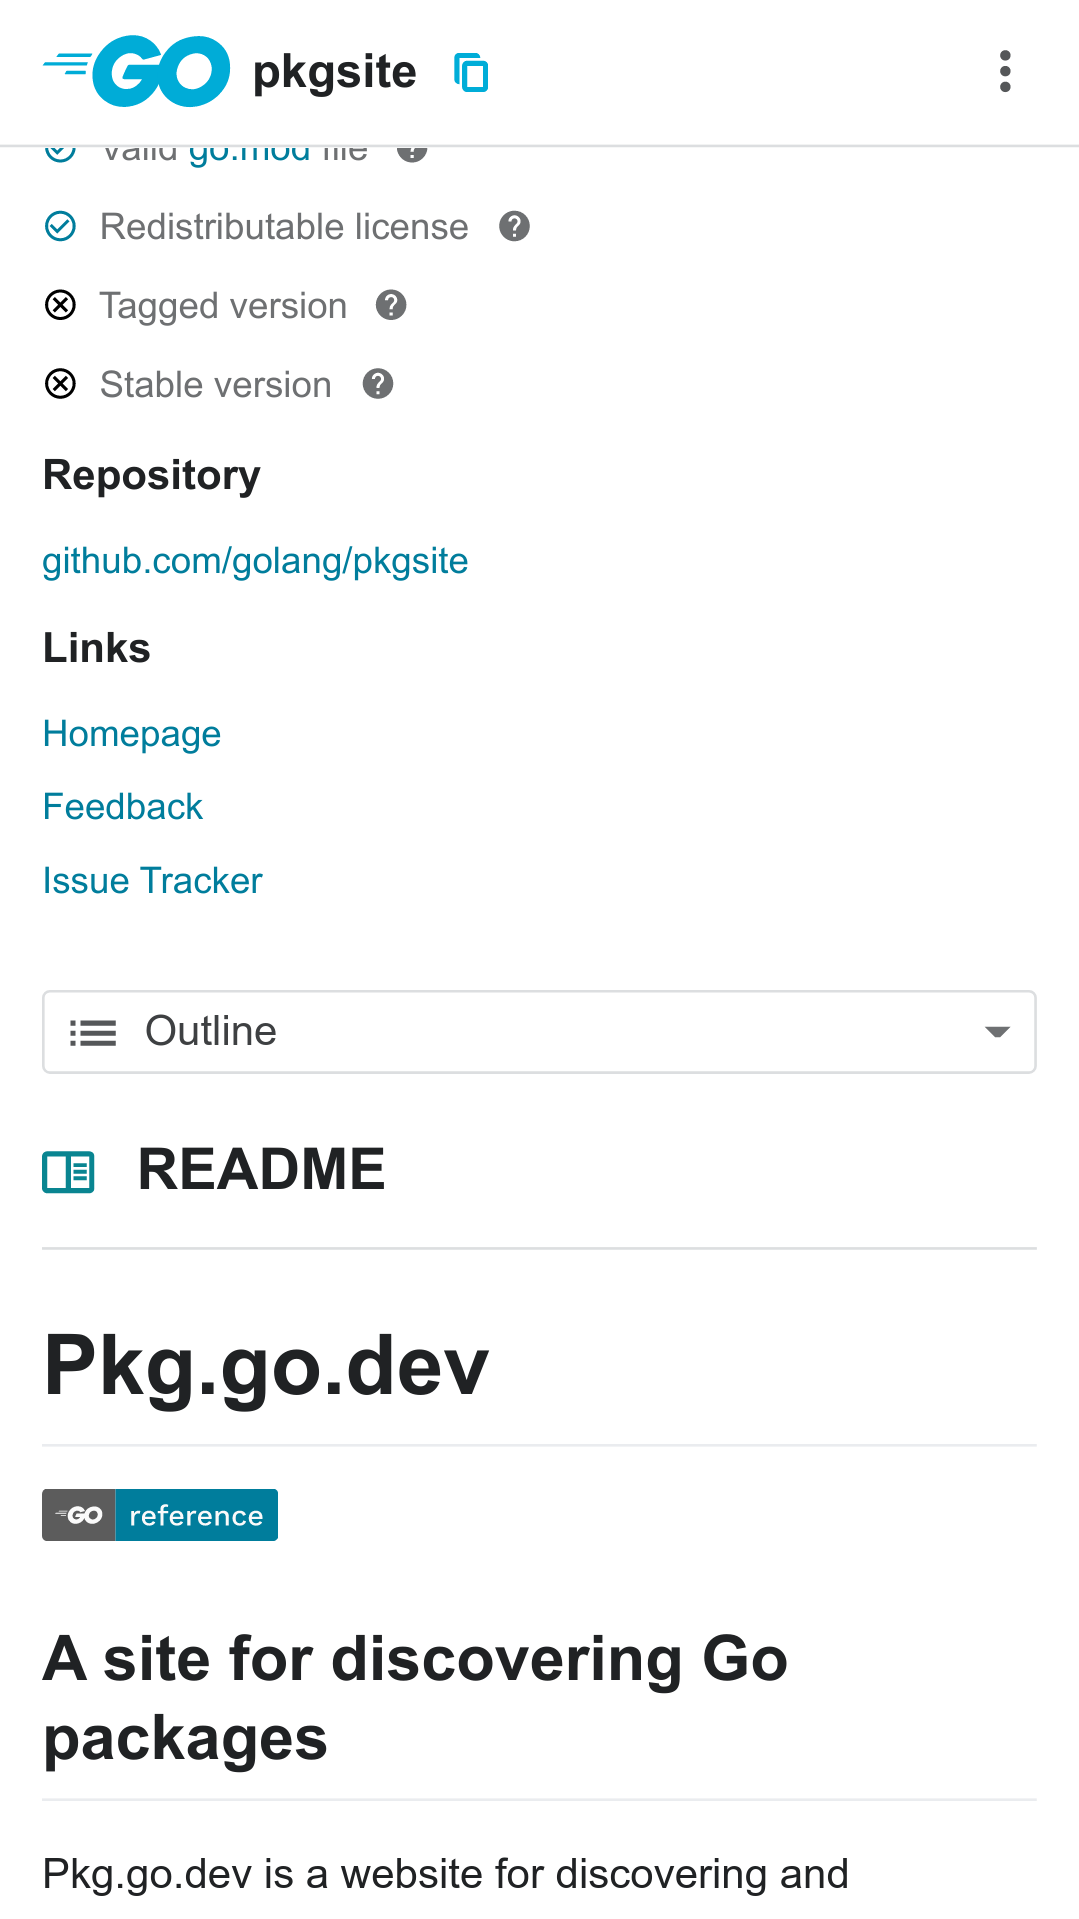 GO pkgsite
Valid go.mod file
Redistributable license
Tagged version
Stable version
Repository
github.com/golang/pkgsite
Links
Homepage
Feedback
Issue Tracker
Outline
README
Pkg.go.dev
GO reference
A site for discovering Go
packages
Pkg.go.dev is a website for discovering and